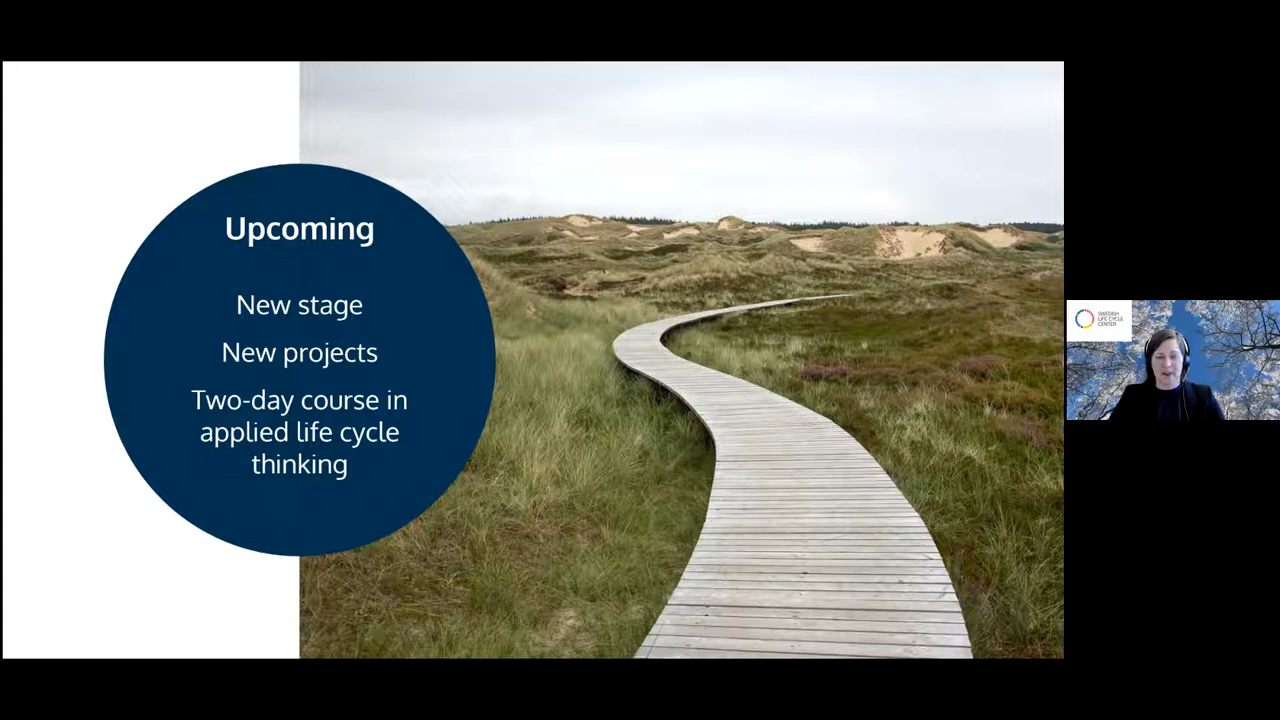 Upcoming
New stage
New projects
Two-day course in
applied life cycle
thinking
SWEDISH
LIFE CYCLE
CENTER